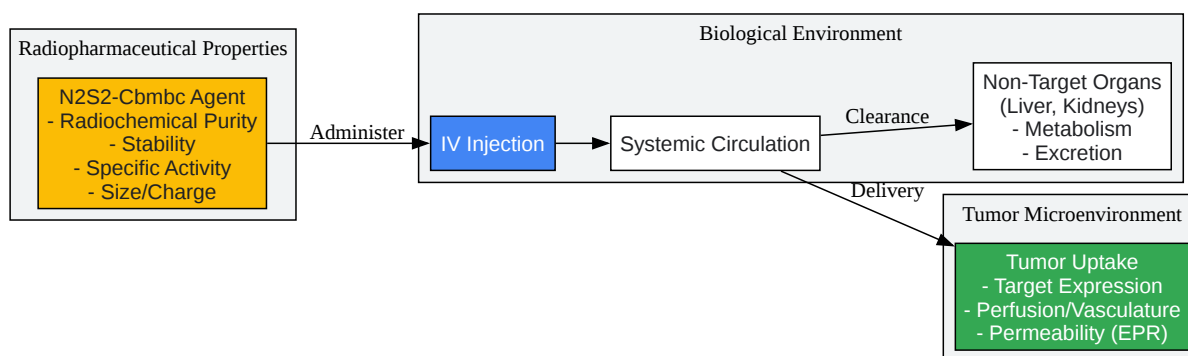 Radiopharmaceutical Properties
N2S2-Cbmbc Agent
- Radiochemical Purity
- Stability
- Specific Activity
- Size/Charge
Administer
Biological Environment
IV Injection
Systemic Circulation
Clearance
Non-Target Organs
(Liver, Kidneys)
- Metabolism
- Excretion
Delivery
Tumor Microenvironment
Tumor Uptake
- Target Expression
- Perfusion/Vasculature
- Permeability (EPR)